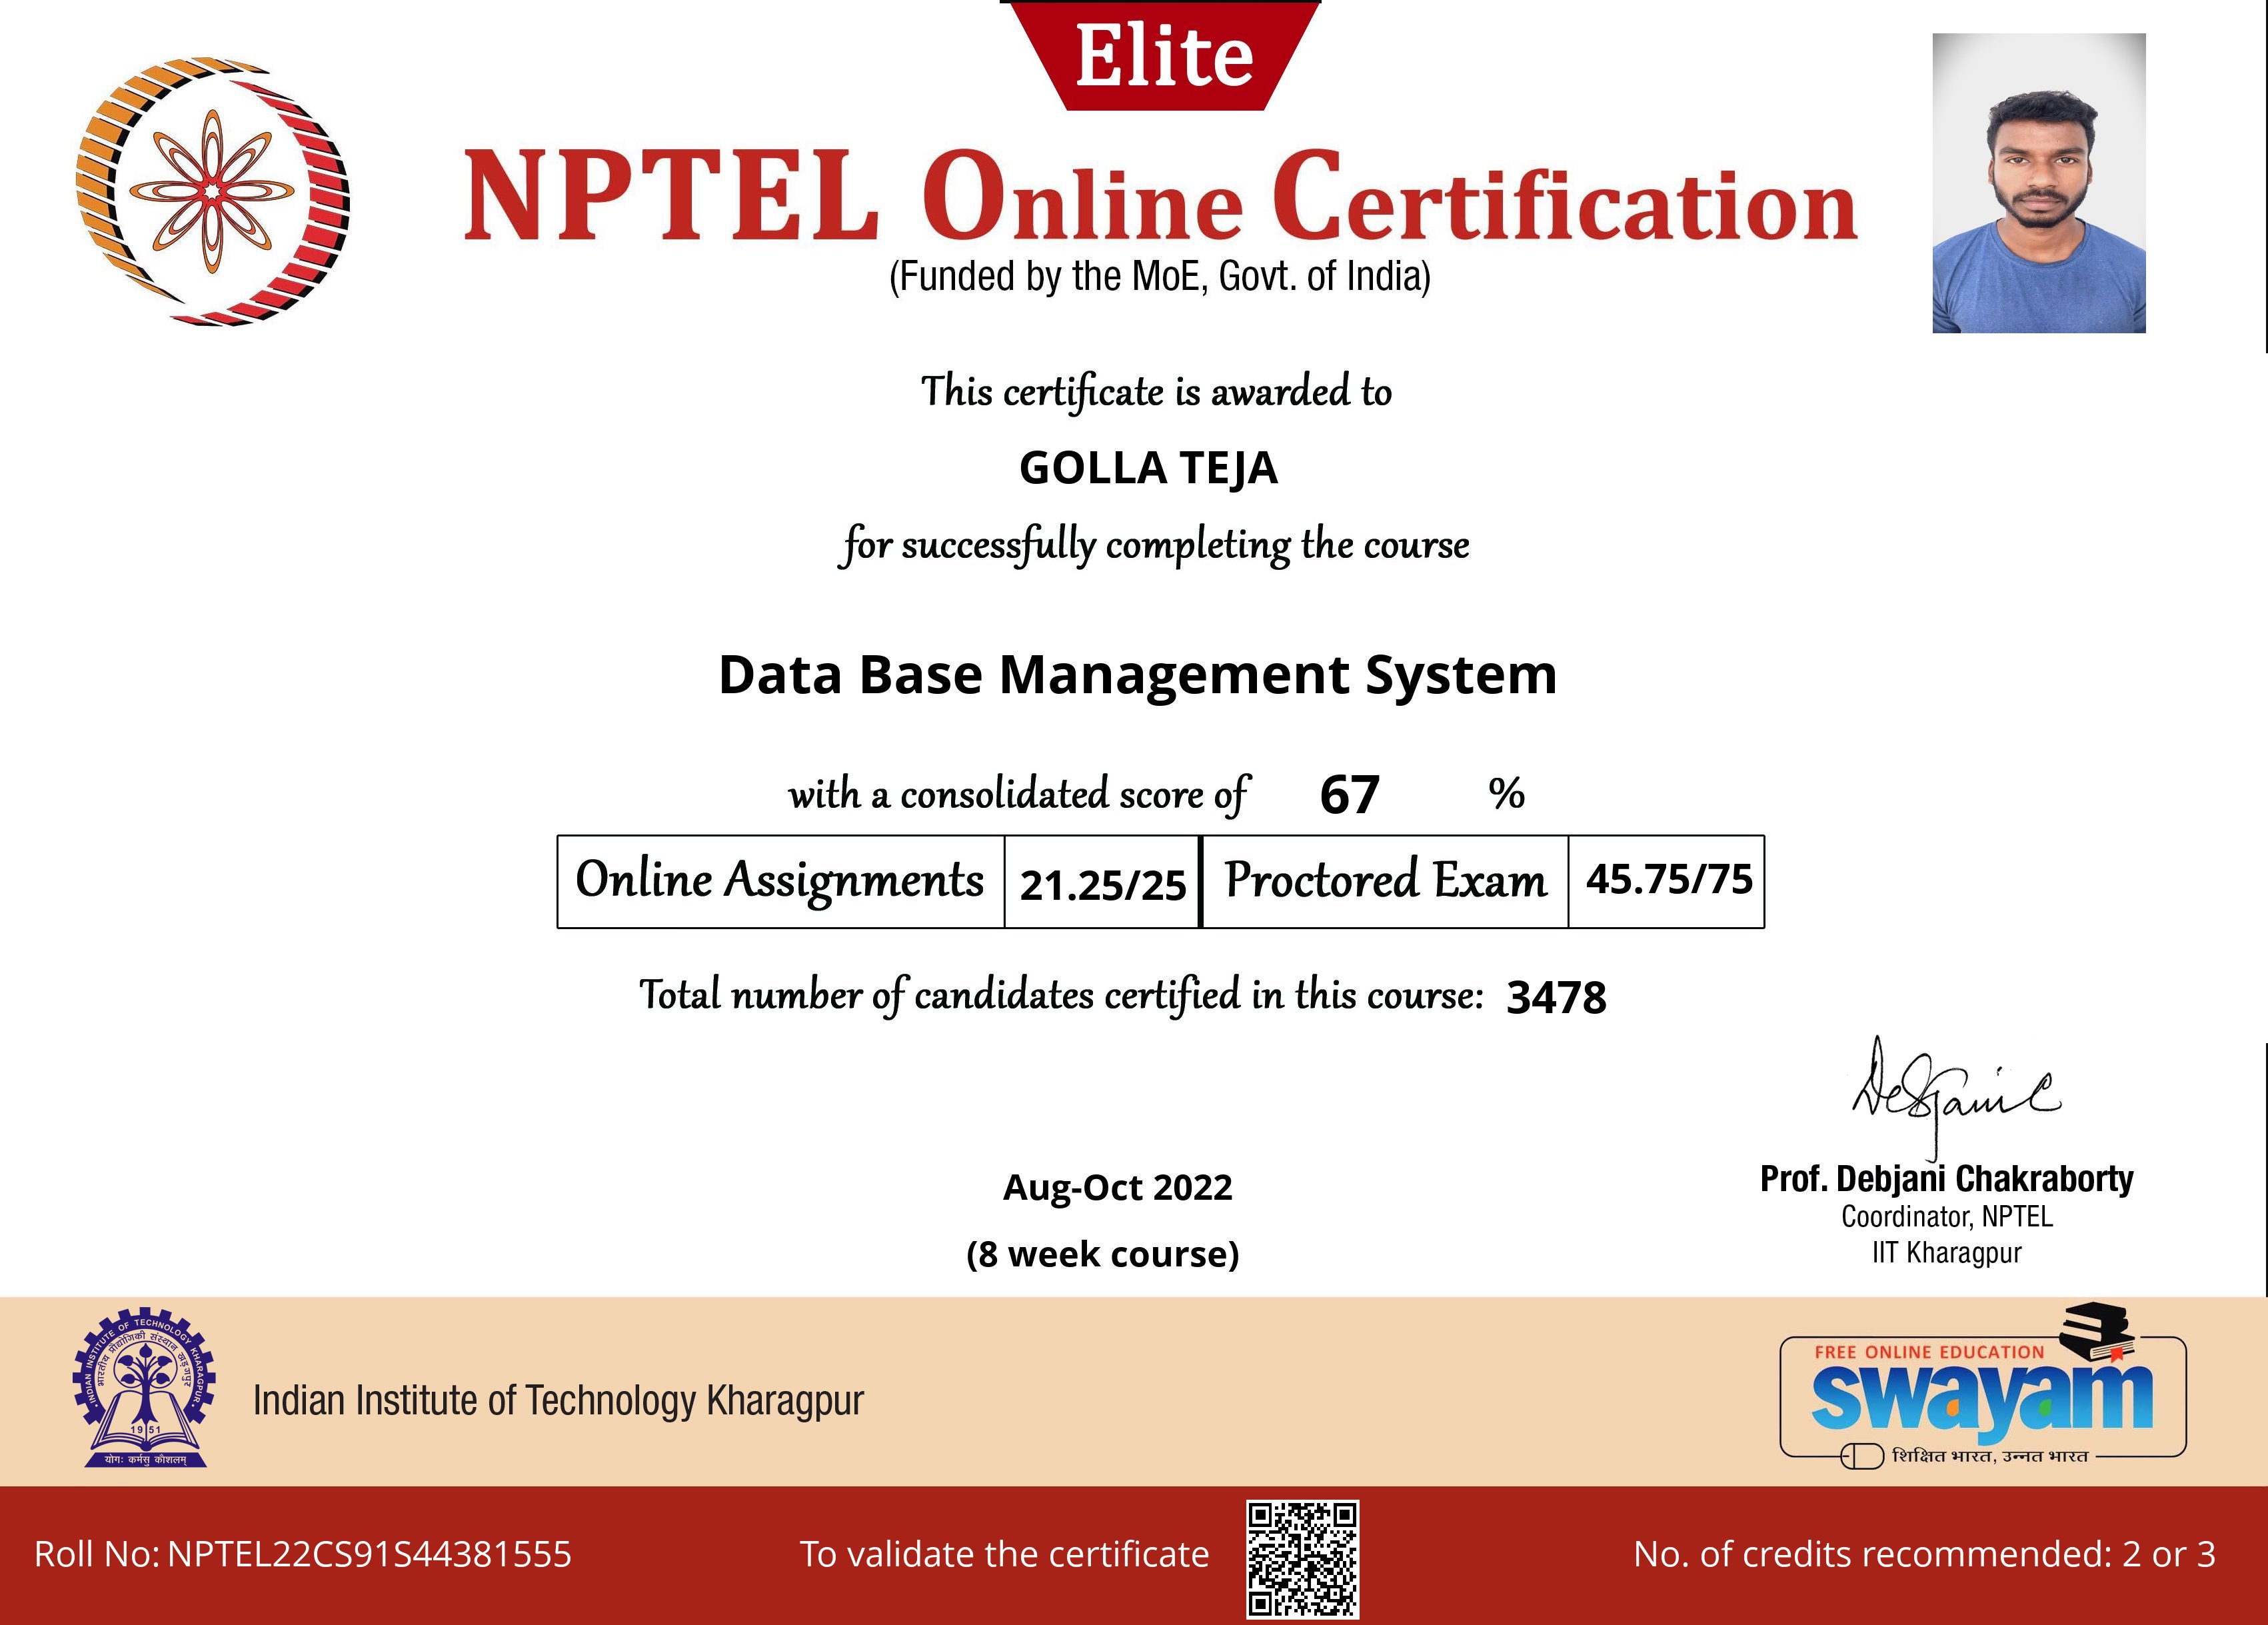 Elite
NPTEL Online Certification
(Funded by the MoE, Govt. of India)
This certificate is awarded to
GOLLA TEJA
for successfully completing the course
Data Base Management System
with a consolidated score of 67 %
Online Assignments 21.25/25 Proctored Exam 45.75/75
Total number of candidates certified in this course: 3478
Aug-Oct 2022
(8 week course)
Prof. Debjani Chakraborty
Coordinator, NPTEL
IIT Kharagpur
INDIAN INSTITUTE OF TECHNOLOGY KHARAGPUR
भारतीय प्रौद्योगिकी संस्थान खड़गपुर
1951
योगः कर्मसु कौशलम्
Indian Institute of Technology Kharagpur
FREE ONLINE EDUCATION
swayam
शिक्षित भारत, उन्नत भारत
Roll No: NPTEL22CS91S44381555
To validate the certificate
No. of credits recommended: 2 or 3